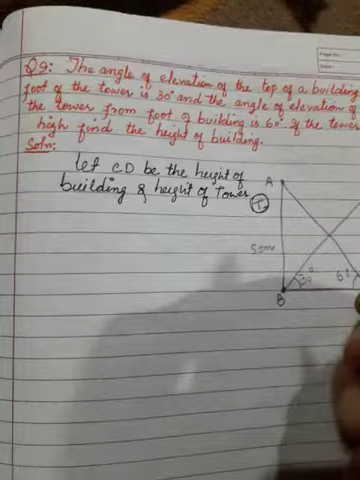 Q9: The angle of elevation of the top of a building
foot of the tower is 30° and the angle of elevation of
the tower from foot of building is 60°. If the tower
high find the height of building.
Soln:
Let CD be the height of
building & height of Tower
A
T
50m
30°
60
B